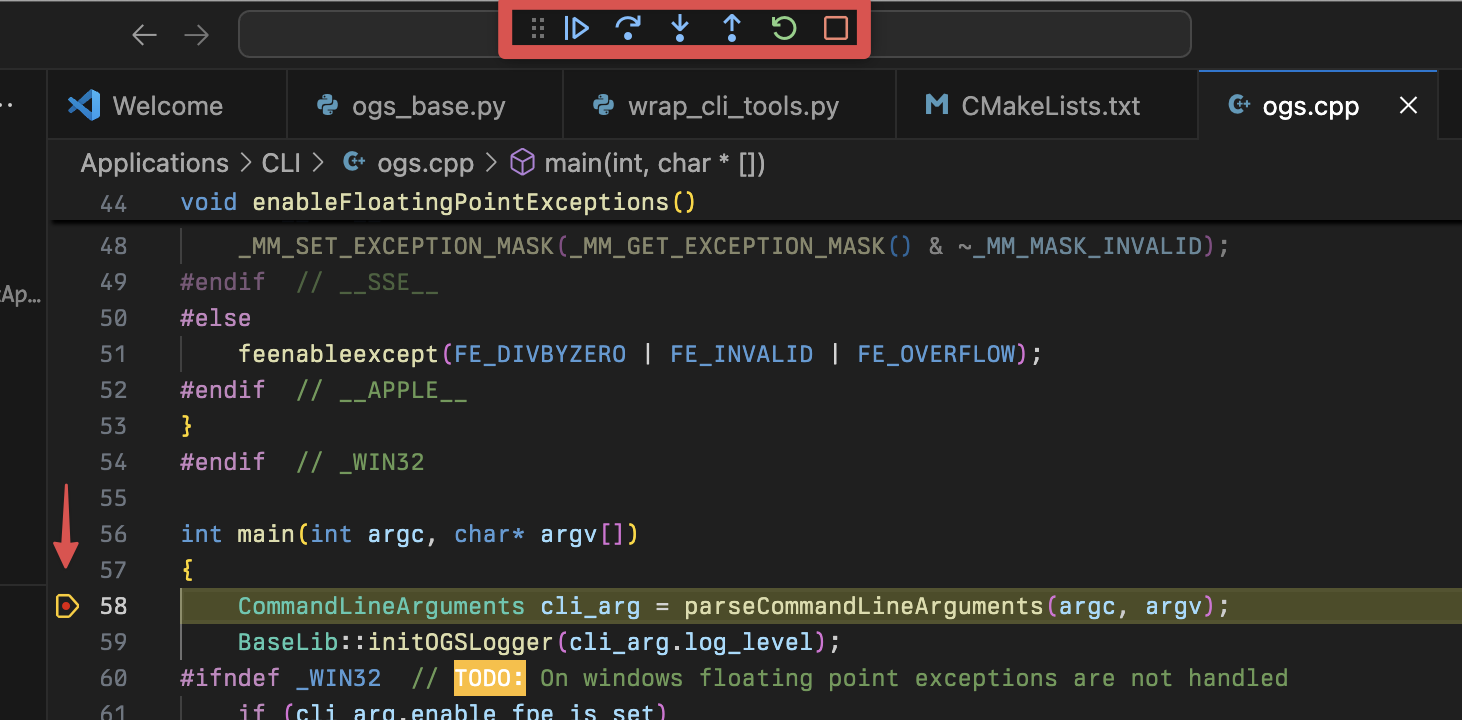 Welcome ogs_base.py wrap_cli_tools.py CMakeLists.txt ogs.cpp
Applications > CLI > ogs.cpp > main(int, char * [])
44 void enableFloatingPointExceptions()
48 _MM_SET_EXCEPTION_MASK(_MM_GET_EXCEPTION_MASK() & ~_MM_MASK_INVALID);
49 #endif // __SSE__
tAp…
50 #else
51 feenableexcept(FE_DIVBYZERO | FE_INVALID | FE_OVERFLOW);
52 #endif // __APPLE__
53 }
54 #endif // _WIN32
55
56 int main(int argc, char* argv[])
57 {
58 CommandLineArguments cli_arg = parseCommandLineArguments(argc, argv);
59 BaseLib::initOGSLogger(cli_arg.log_level);
60 #ifndef _WIN32 // TODO: On windows floating point exceptions are not handled
61 if (cli_arg.enable_fpe_is_set)